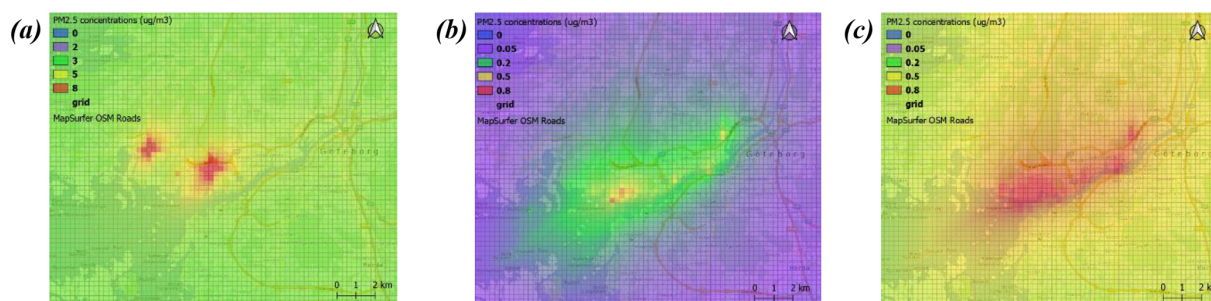 (a)
PM2.5 concentrations (ug/m3)
0
2
3
5
8
grid
MapSurfer OSM Roads
Göteborg
0 1 2 km
(b)
PM2.5 concentrations (ug/m3)
0
0.05
0.2
0.5
0.8
grid
MapSurfer OSM Roads
Göteborg
0 1 2 km
(c)
PM2.5 concentrations (ug/m3)
0
0.05
0.2
0.5
0.8
grid
MapSurfer OSM Roads
Göteborg
0 1 2 km